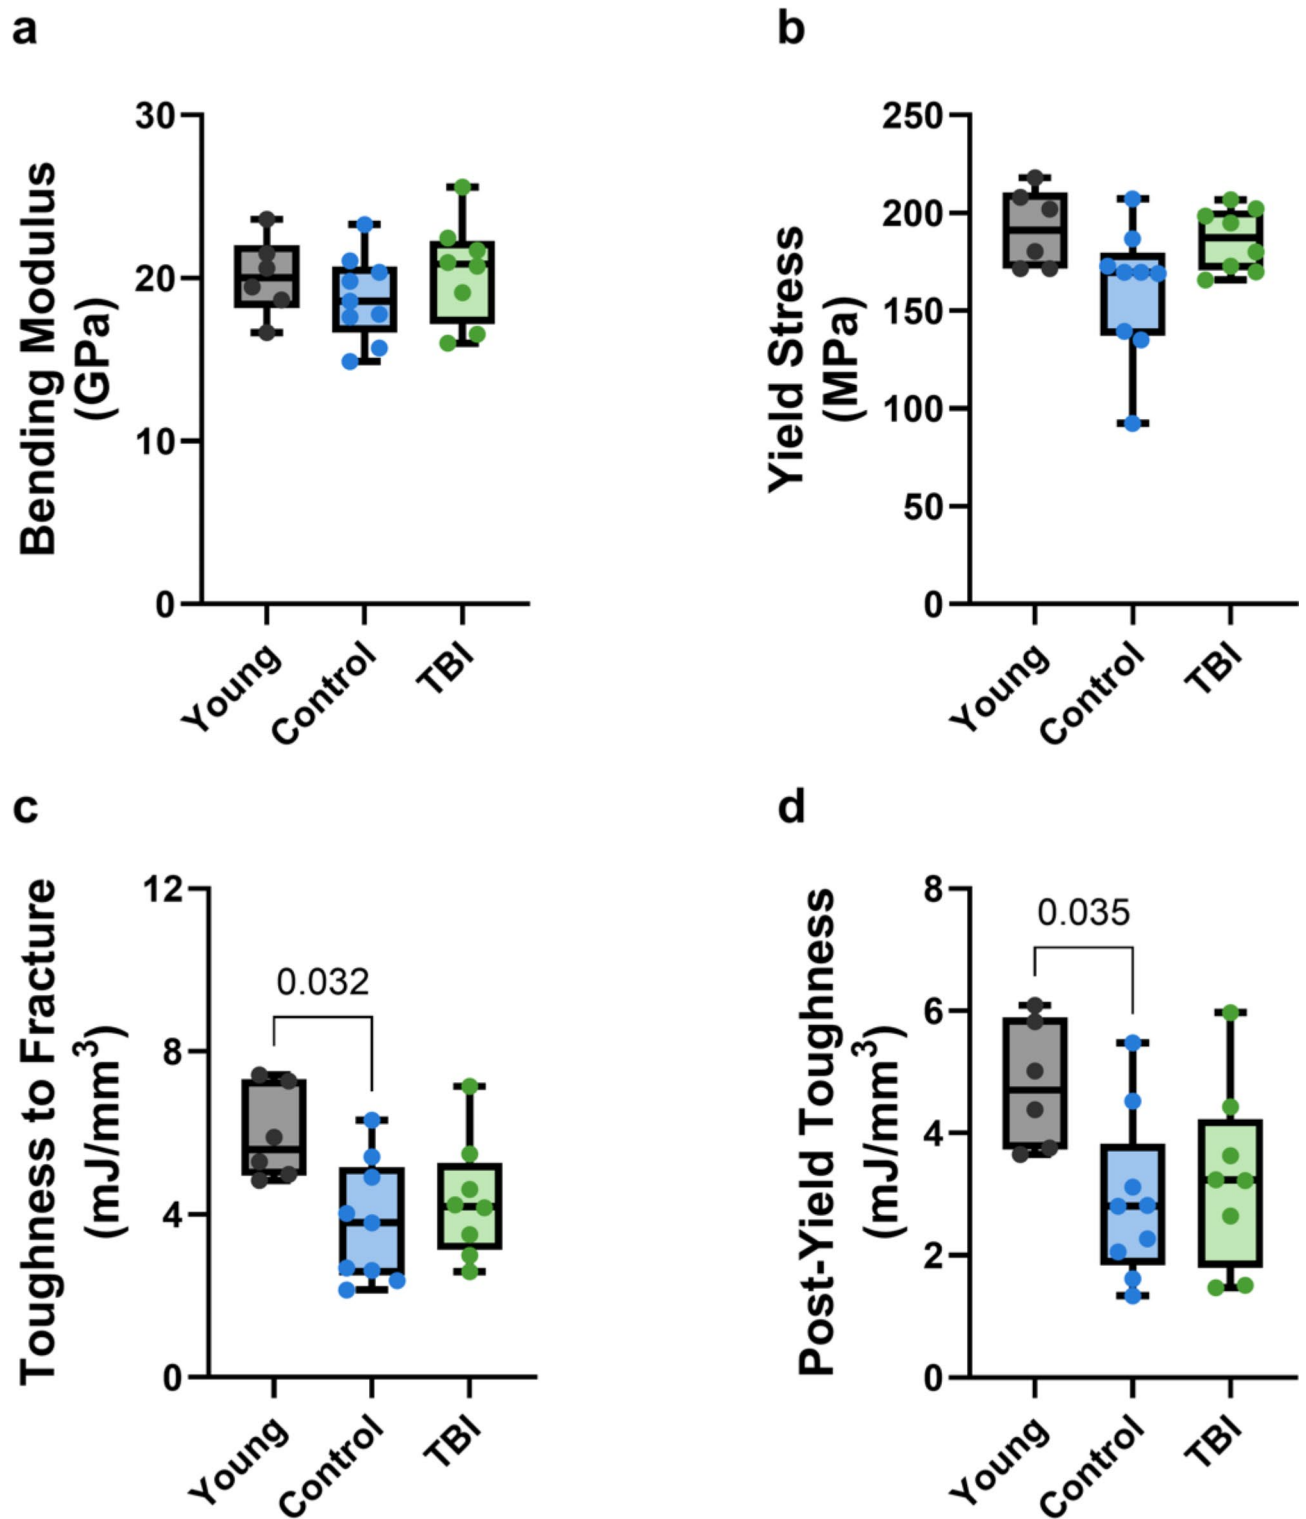 a
Bending Modulus
(GPa)
30
20
10
0
Young
Control
TBI
b
Yield Stress
(MPa)
250
200
150
100
50
0
Young
Control
TBI
c
Toughness to Fracture
(mJ/mm³)
12
8
4
0
0.032
Young
Control
TBI
d
Post-Yield Toughness
(mJ/mm³)
8
6
4
2
0
0.035
Young
Control
TBI